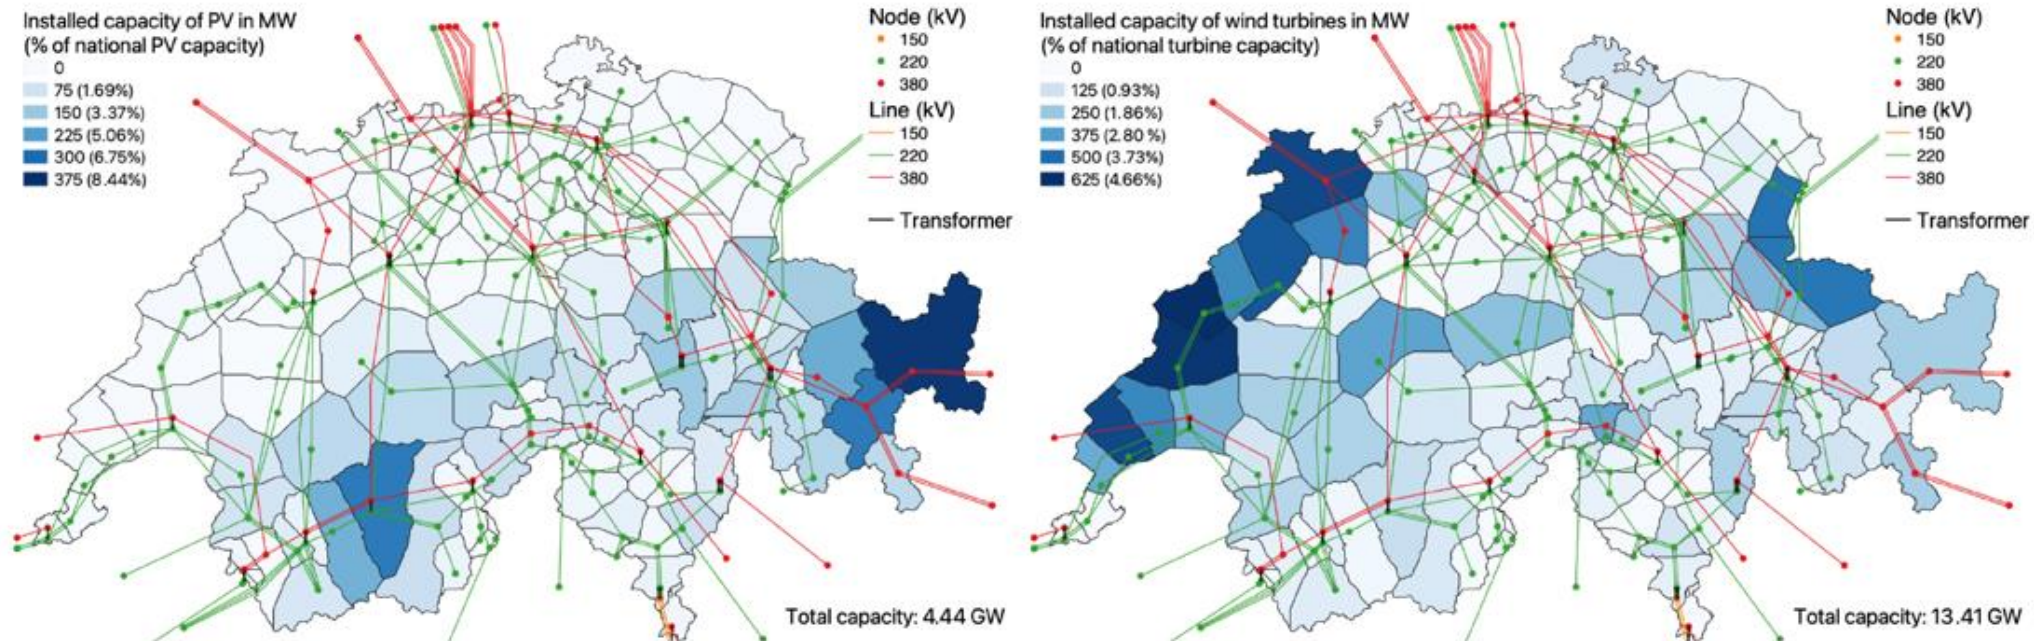 Installed capacity of PV in MW
(% of national PV capacity)
0
75 (1.69%)
150 (3.37%)
225 (5.06%)
300 (6.75%)
375 (8.44%)
Node (kV)
150
220
380
Line (kV)
150
220
380
Transformer
Total capacity: 4.44 GW
Installed capacity of wind turbines in MW
(% of national turbine capacity)
0
125 (0.93%)
250 (1.86%)
375 (2.80 %)
500 (3.73%)
625 (4.66%)
Node (kV)
150
220
380
Line (kV)
150
220
380
Transformer
Total capacity: 13.41 GW